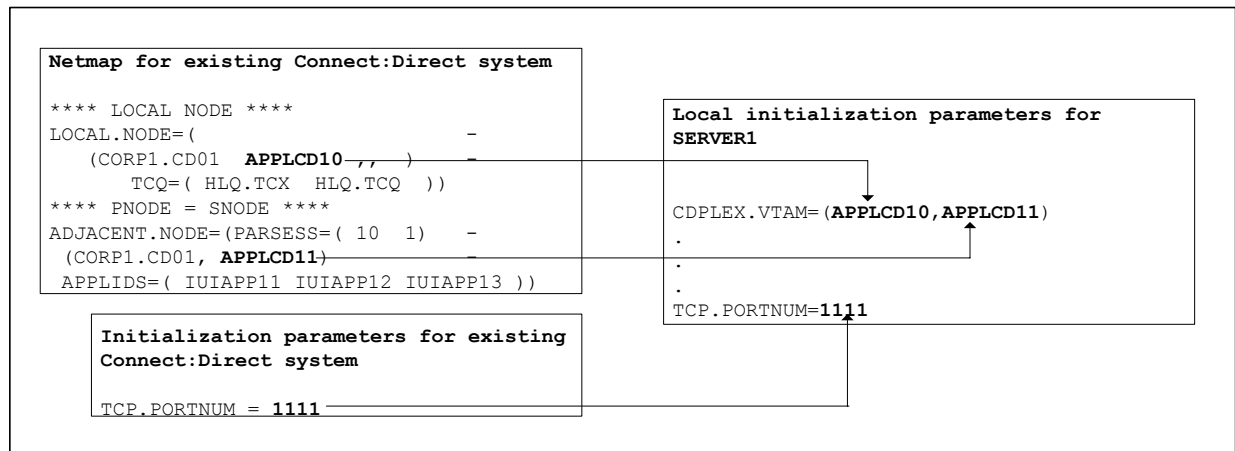 Netmap for existing Connect:Direct system
**** LOCAL NODE ****
LOCAL.NODE=( -
(CORP1.CD01 APPLCD10 ,, ) -
TCQ=( HLQ.TCX HLQ.TCQ ))
**** PNODE = SNODE ****
ADJACENT.NODE=(PARSESS=( 10 1) -
(CORP1.CD01, APPLCD11) -
APPLIDS=( IUIAPP11 IUIAPP12 IUIAPP13 ))
Initialization parameters for existing
Connect:Direct system
TCP.PORTNUM = 1111
Local initialization parameters for
SERVER1
CDPLEX.VTAM=(APPLCD10,APPLCD11)
.
.
.
TCP.PORTNUM=1111